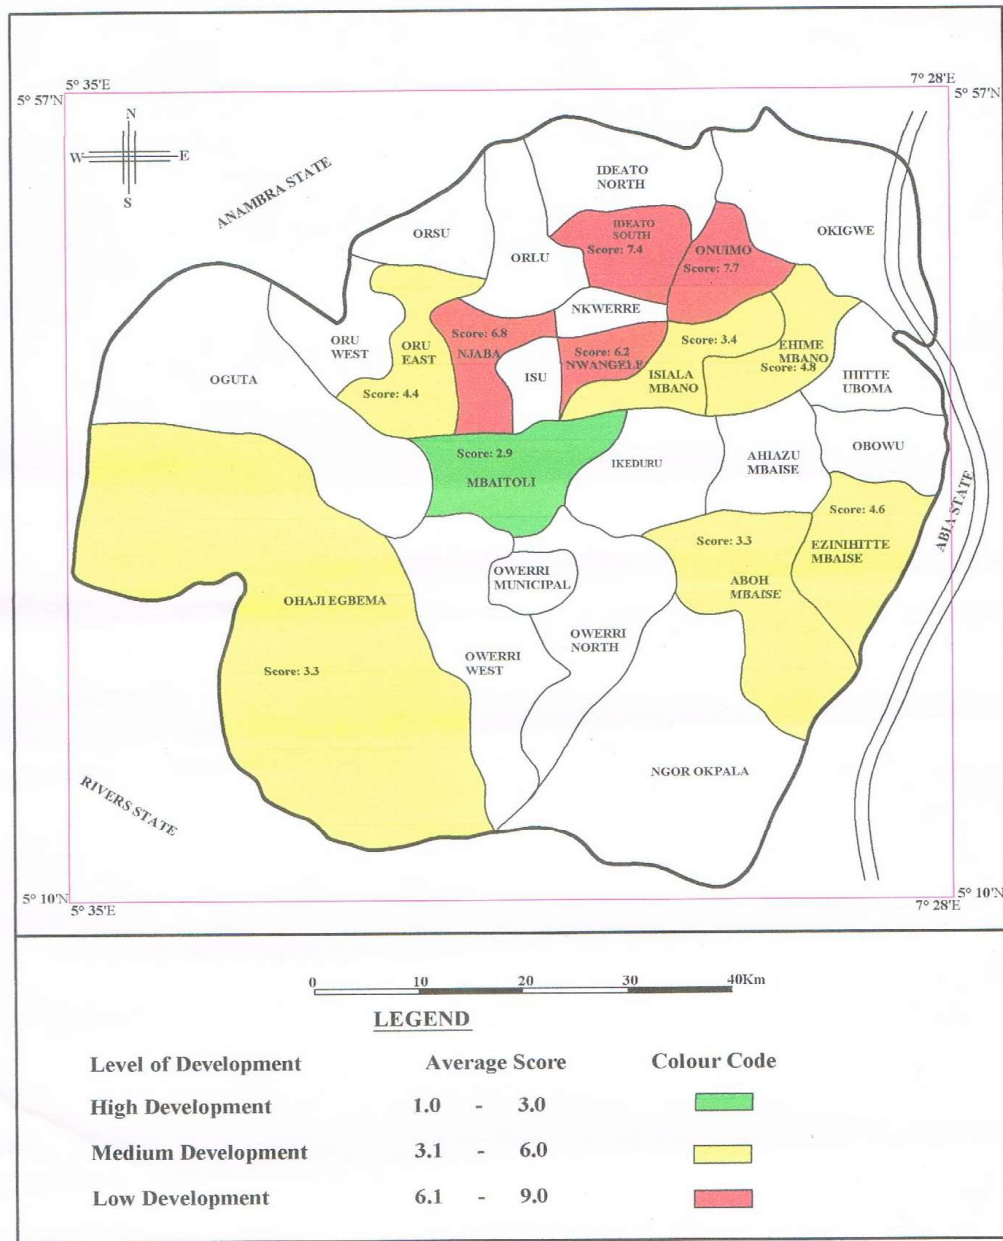 5° 35'E
7° 28'E
5° 57'N
5° 57'N
N
W
E
S
ANAMBRA STATE
IDEATO
NORTH
ORSU
ORLU
IDEATO
SOUTH
Score: 7.4
ONUIMO
Score: 7.7
OKIGWE
NKWERRE
ORU
WEST
ORU
EAST
Score: 4.4
Score: 6.8
NJABA
ISU
Score: 6.2
NWANGELE
Score: 3.4
ISIALA
MBANO
EHIME
MBANO
Score: 4.8
IHITTE
UBOMA
OGUTA
Score: 2.9
MBAITOLI
IKEDURU
AHIAZU
MBAISE
OBOWU
ABIA STATE
Score: 4.6
EZINIHITTE
MBAISE
Score: 3.3
ABOH
MBAISE
OWERRI
MUNICIPAL
OHAJI EGBEMA
Score: 3.3
OWERRI
WEST
OWERRI
NORTH
NGOR OKPALA
RIVERS STATE
5° 10'N
5° 35'E
5° 10'N
7° 28'E
0 10 20 30 40Km
LEGEND
Level of Development Average Score Colour Code
High Development 1.0 - 3.0
Medium Development 3.1 - 6.0
Low Development 6.1 - 9.0